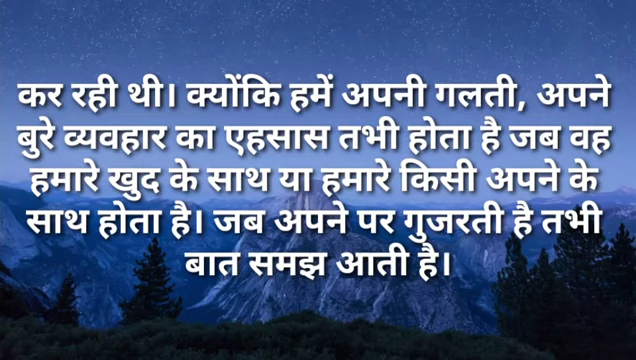 कर रही थी। क्योंकि हमें अपनी गलती, अपने
बुरे व्यवहार का एहसास तभी होता है जब वह
हमारे खुद के साथ या हमारे किसी अपने के
साथ होता है। जब अपने पर गुजरती है तभी
बात समझ आती है।